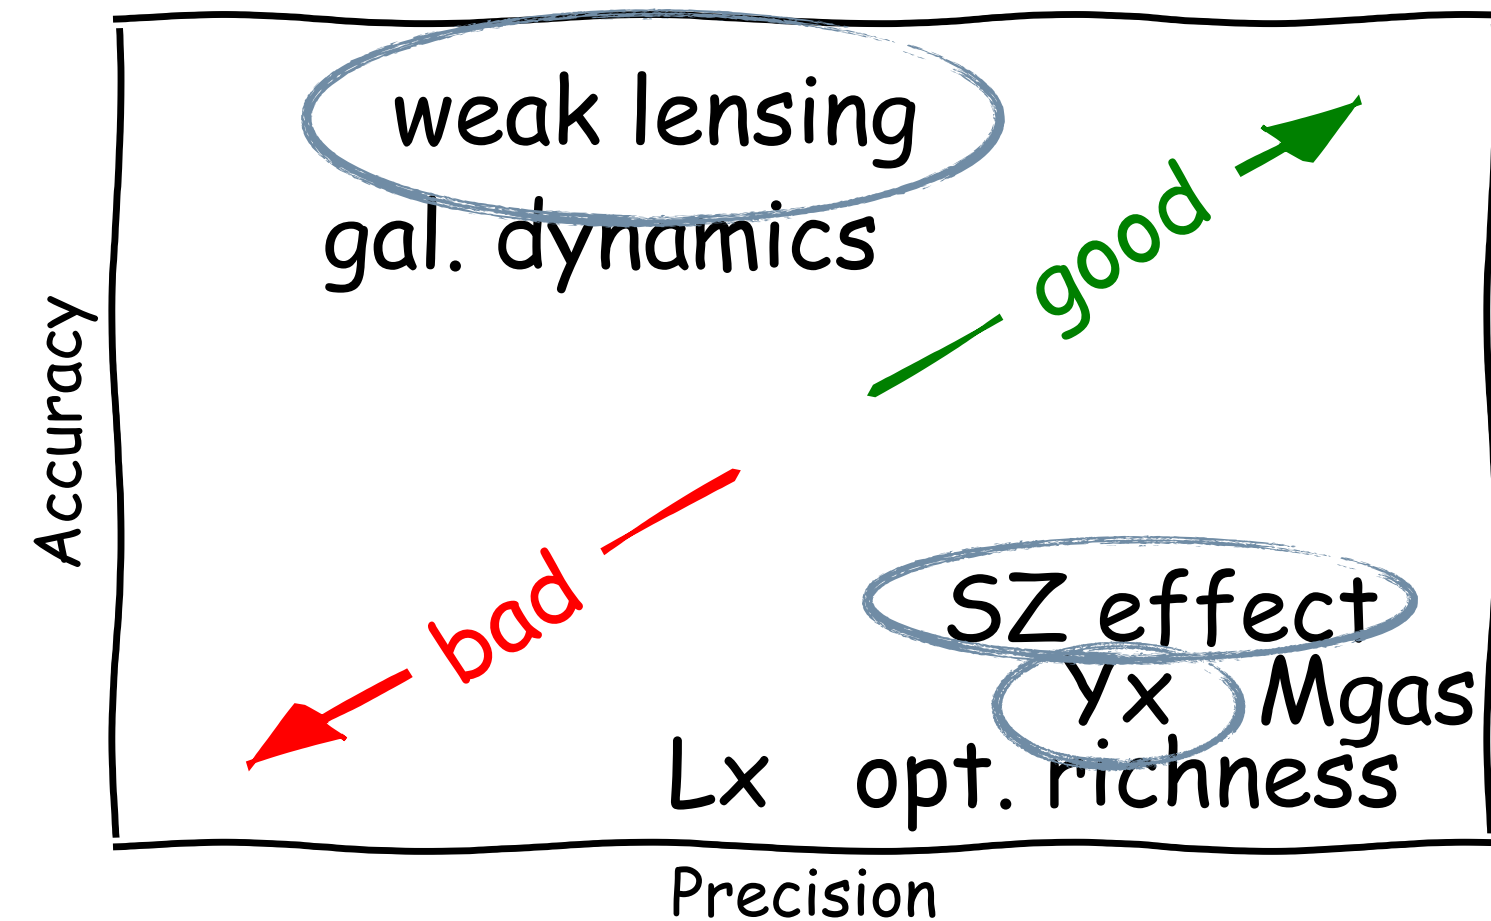 weak lensing
gal. dynamics
good
Accuracy
bad
SZ effect
Yx Mgas
Lx opt. richness
Precision